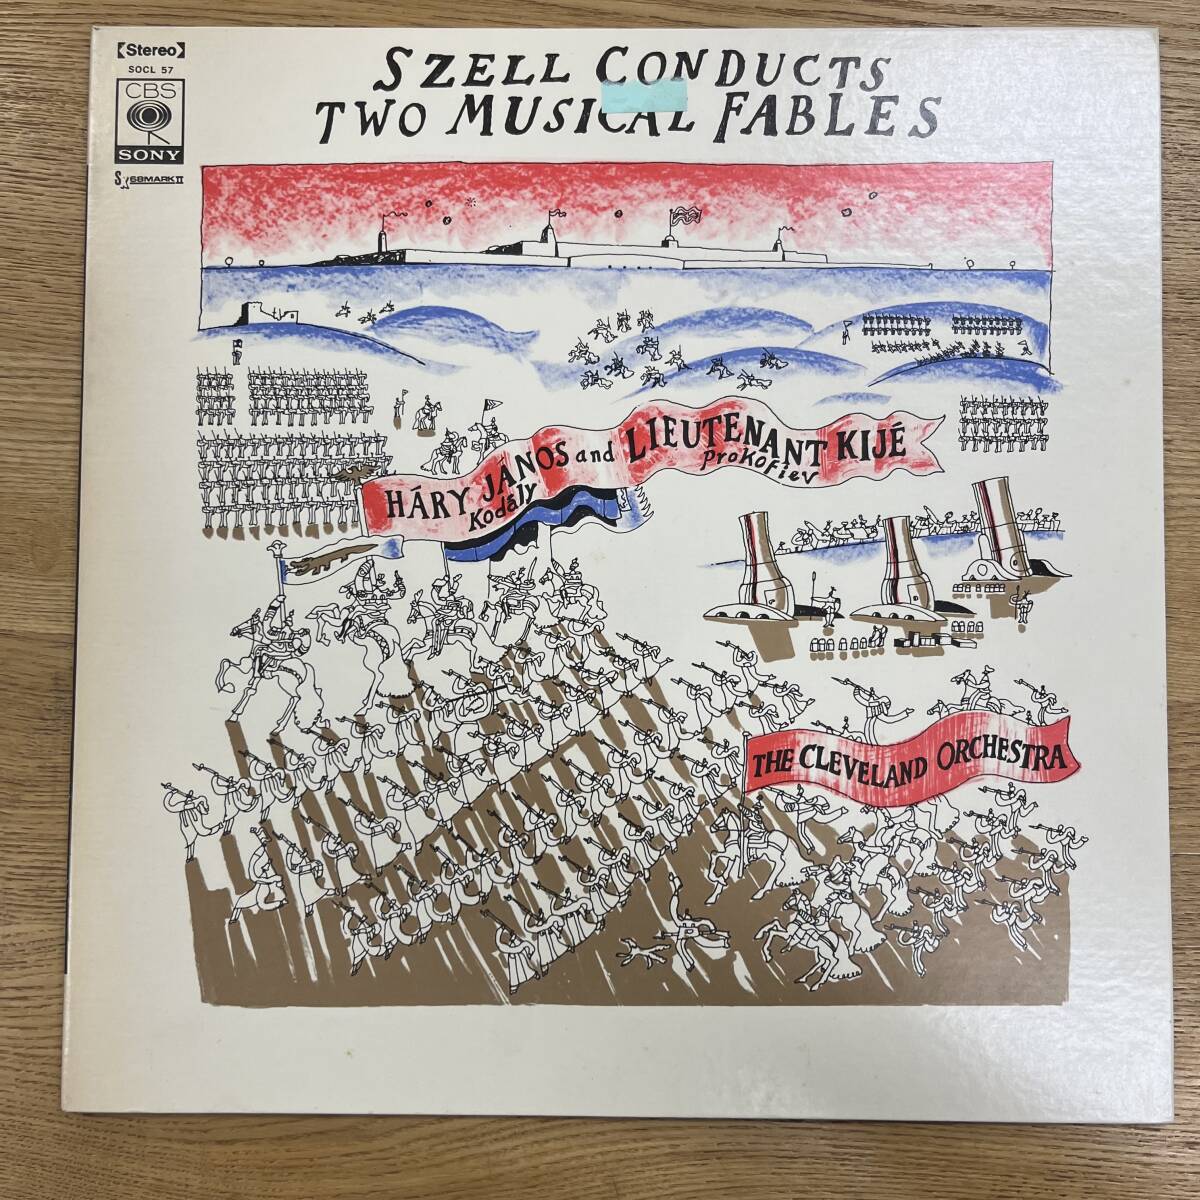 【Stereo】
SOCL 57
CBS
SONY
SX68MARKII
SZELL CONDUCTS
TWO MUSICAL FABLES
HÁRY JÁNOS and LIEUTENANT KIJÉ
Kodály
Prokofiev
THE CLEVELAND ORCHESTRA